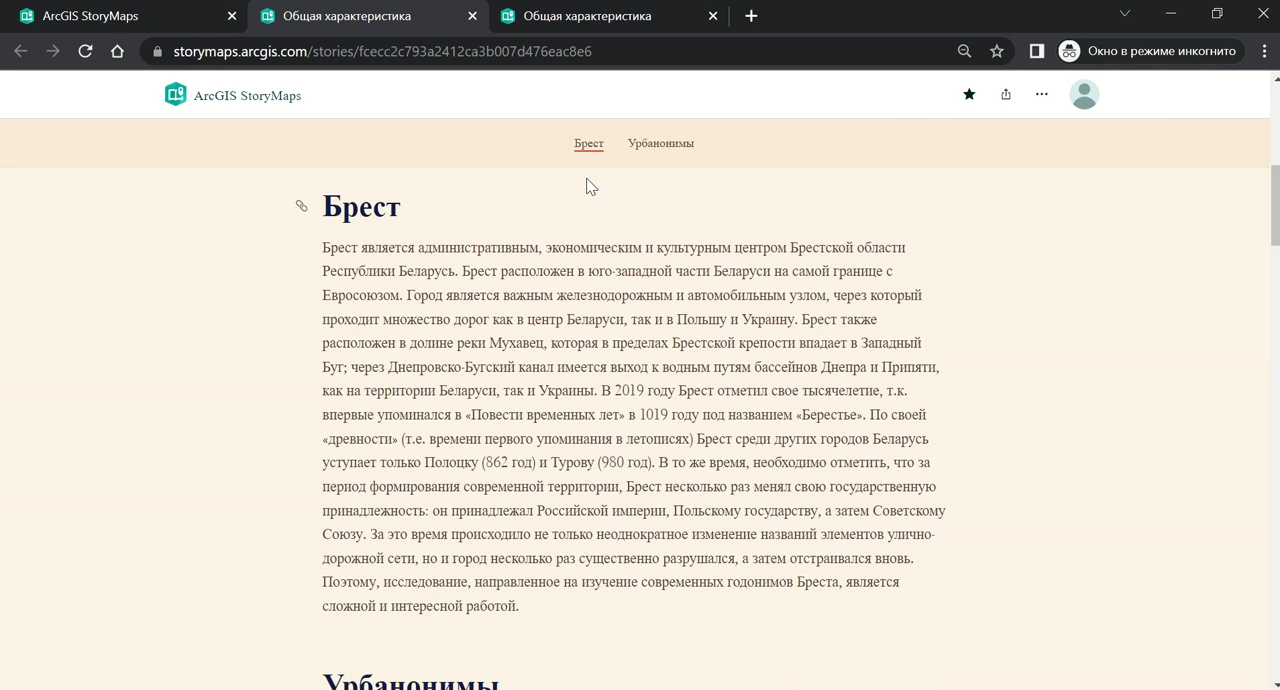 ArcGIS StoryMaps
Общая характеристика
Общая характеристика
storymaps.arcgis.com/stories/fcecc2c793a2412ca3b007d476eac8e6
Окно в режиме инкогнито
ArcGIS StoryMaps
Брест Урбанонимы
Брест
Брест является административным, экономическим и культурным центром Брестской области
Республики Беларусь. Брест расположен в юго-западной части Беларуси на самой границе с
Евросоюзом. Город является важным железнодорожным и автомобильным узлом, через который
проходит множество дорог как в центр Беларуси, так и в Польшу и Украину. Брест также
расположен в долине реки Мухавец, которая в пределах Брестской крепости впадает в Западный
Буг; через Днепровско-Бугский канал имеется выход к водным путям бассейнов Днепра и Припяти,
как на территории Беларуси, так и Украины. В 2019 году Брест отметил свое тысячелетие, т.к.
впервые упоминался в «Повести временных лет» в 1019 году под названием «Берестье». По своей
«древности» (т.е. времени первого упоминания в летописях) Брест среди других городов Беларусь
уступает только Полоцку (862 год) и Турову (980 год). В то же время, необходимо отметить, что за
период формирования современной территории, Брест несколько раз менял свою государственную
принадлежность: он принадлежал Российской империи, Польскому государству, а затем Советскому
Союзу. За это время происходило не только неоднократное изменение названий элементов улично-
дорожной сети, но и город несколько раз существенно разрушался, а затем отстраивался вновь.
Поэтому, исследование, направленное на изучение современных годонимов Бреста, является
сложной и интересной работой.
Урбанонимы